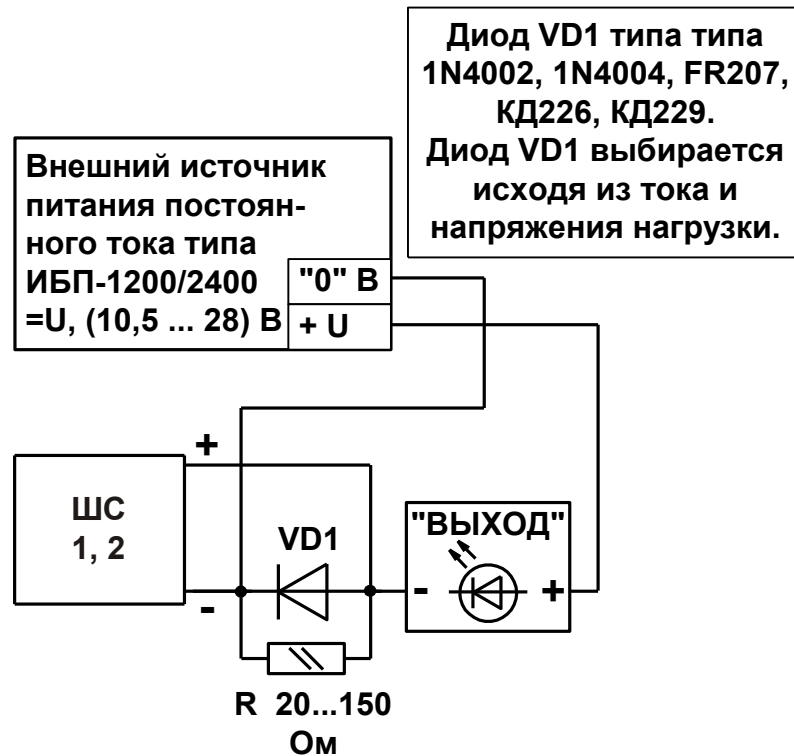 Диод VD1 типа типа
1N4002, 1N4004, FR207,
КД226, КД229.
Диод VD1 выбирается
исходя из тока и
напряжения нагрузки.
Внешний источник
питания постоян-
ного тока типа
ИБП-1200/2400
=U, (10,5 ... 28) В
"0" В
+ U
+
ШС
1, 2
-
VD1
"ВЫХОД"
- +
R 20...150
Ом